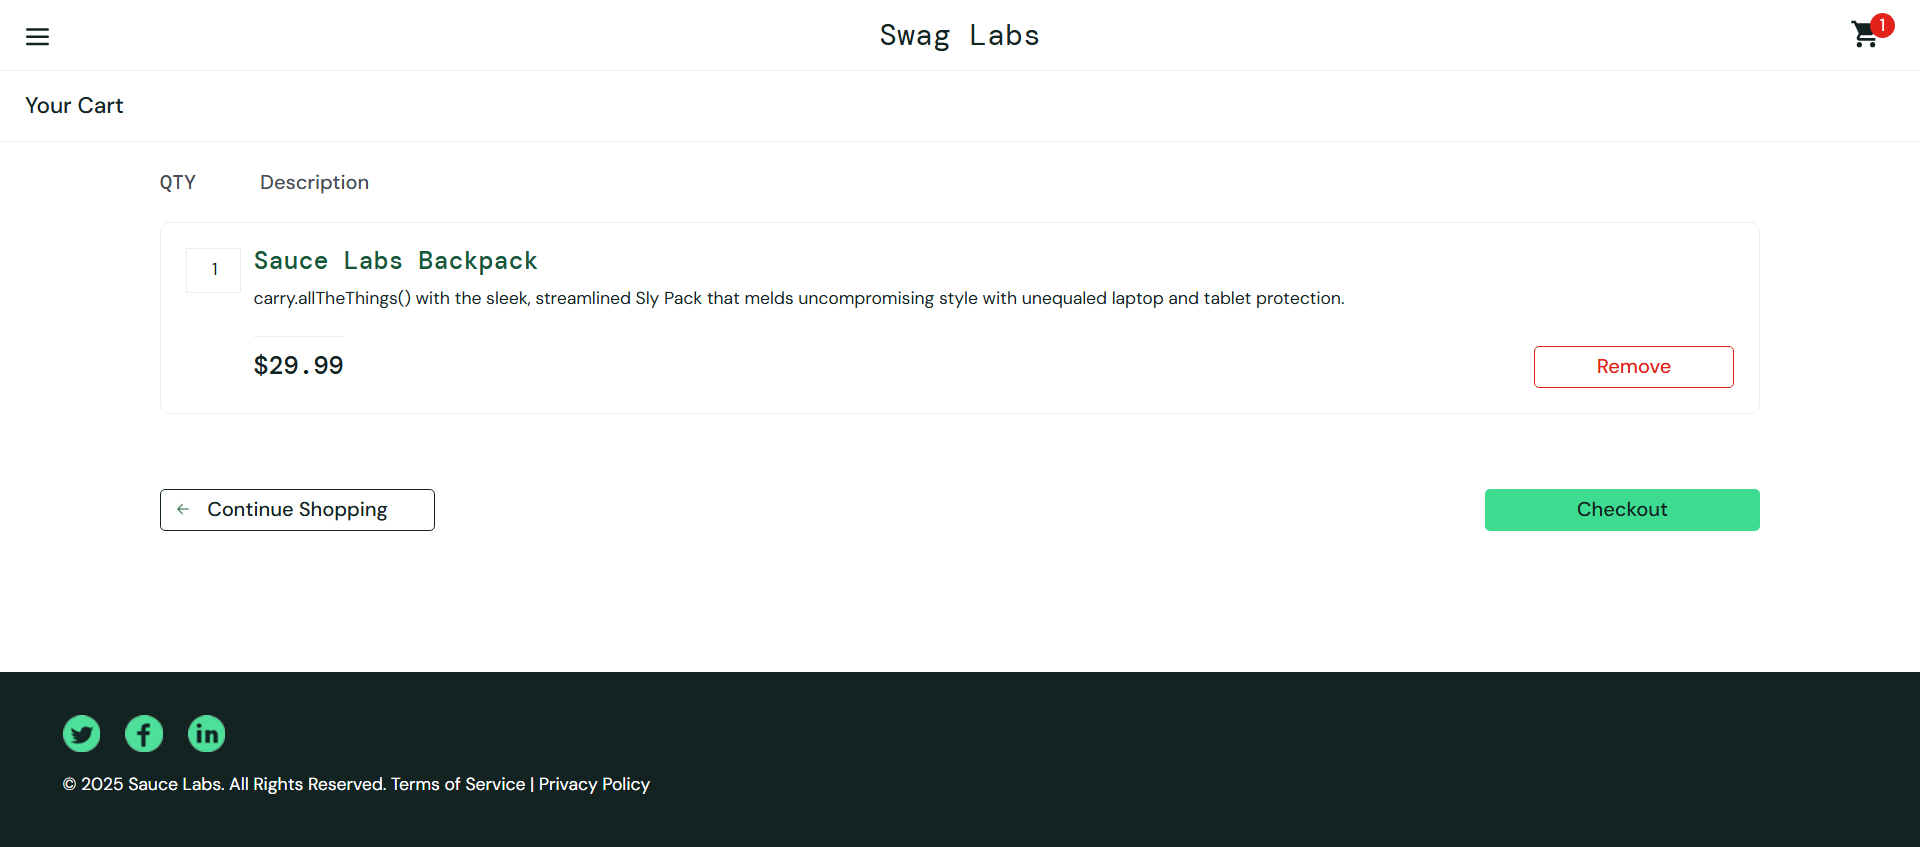 Swag Labs
1
Your Cart
QTY Description
1
Sauce Labs Backpack
carry.allTheThings() with the sleek, streamlined Sly Pack that melds uncompromising style with unequaled laptop and tablet protection.
$29.99
Remove
Continue Shopping
Checkout
© 2025 Sauce Labs. All Rights Reserved. Terms of Service | Privacy Policy